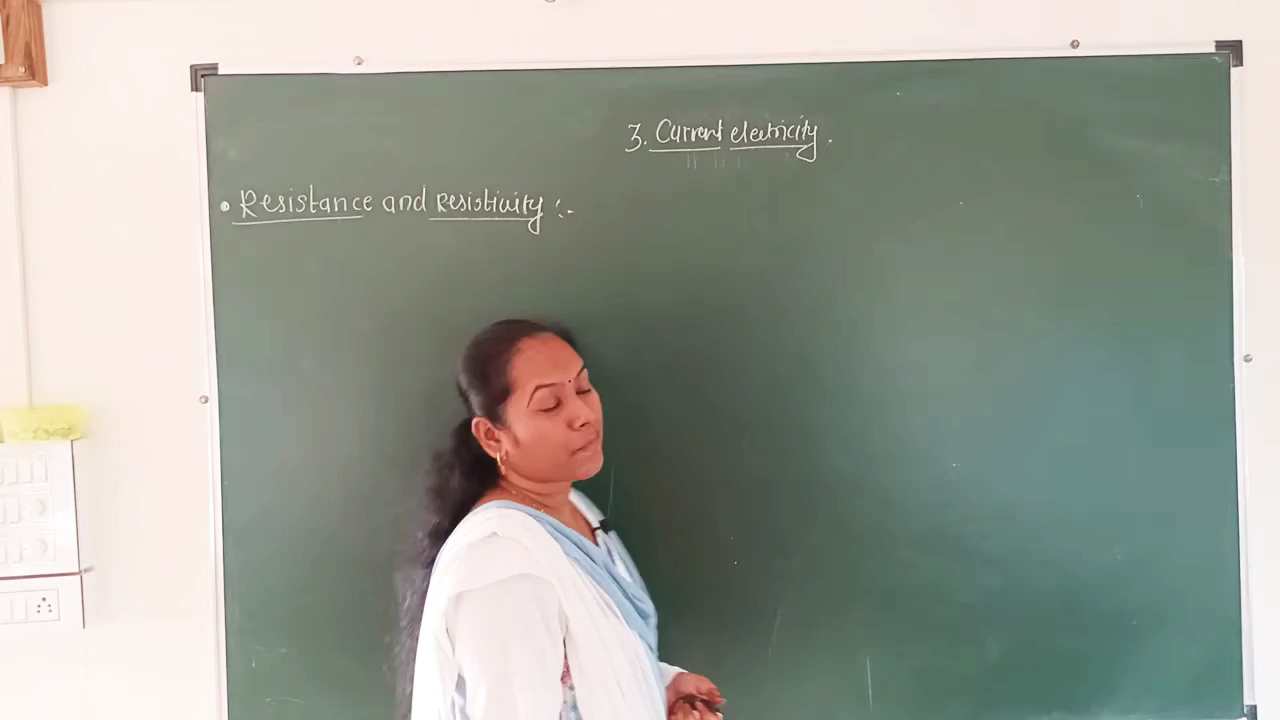 3. Current electricity.
• Resistance and Resistivity :-